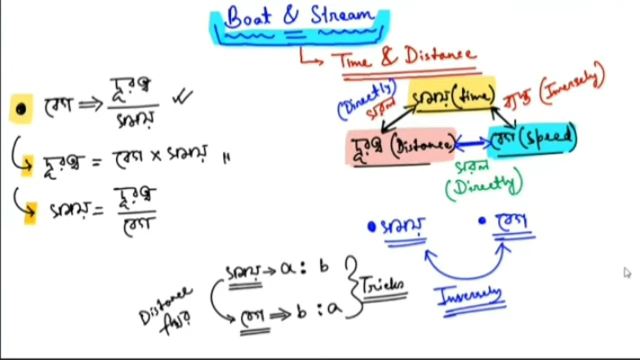 Boat & Stream
Time & Distance
বেগ ⇒ দূরত্ব / সময় ✓
দূরত্ব = বেগ × সময় "
সময় = দূরত্ব / বেগ
(Directly) সরল
সময় (time)
ব্যস্ত (Inversely)
দূরত্ব (Distance)
বেগ (Speed)
সরল
(Directly)
সময়
বেগ
Inversely
Distance স্থির
সময় → a : b
বেগ ⇒ b : a
Tricks